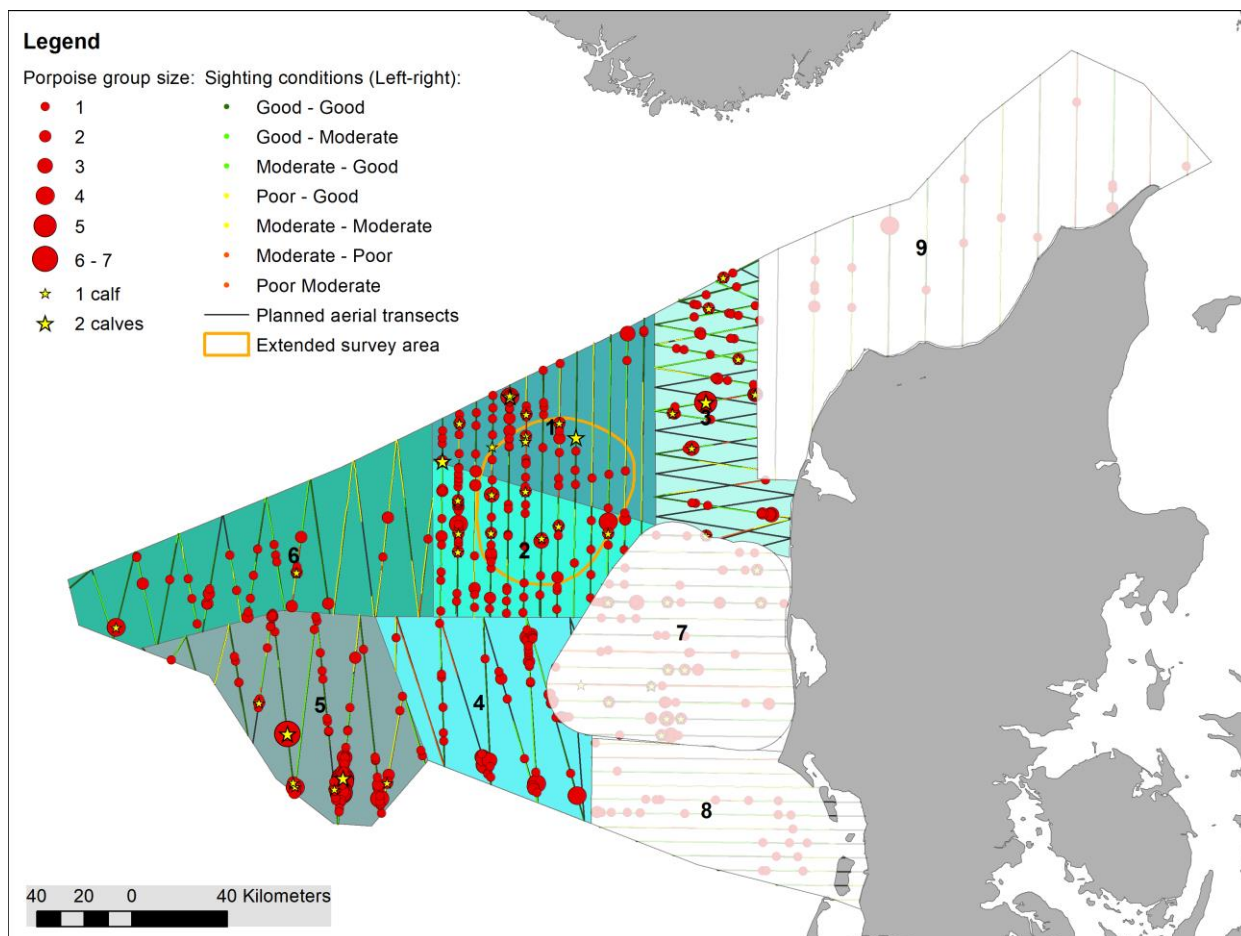 Legend
Porpoise group size: Sighting conditions (Left-right):
1 Good - Good
2 Good - Moderate
3 Moderate - Good
4 Poor - Good
5 Moderate - Moderate
6 - 7 Moderate - Poor
1 calf Poor Moderate
2 calves Planned aerial transects
Extended survey area
9
3
1
2
6
7
5
4
8
40 20 0 40 Kilometers